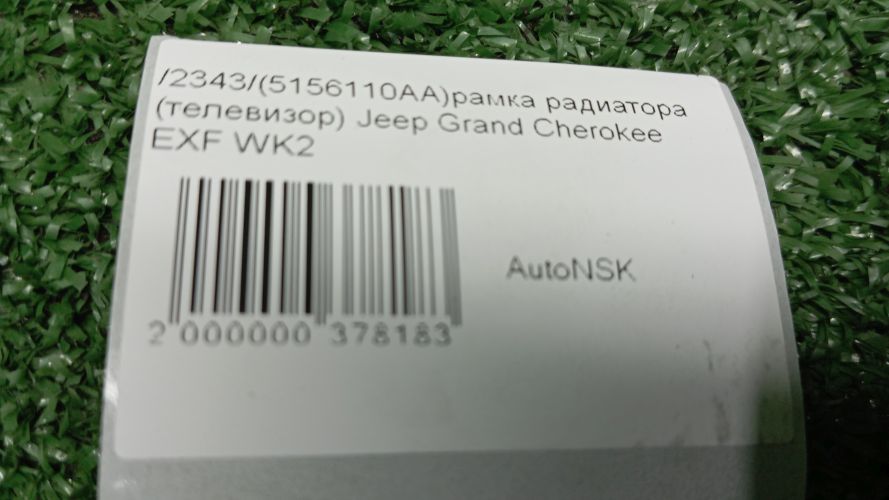 /2343/(5156110AA)рамка радиатора
(телевизор) Jeep Grand Cherokee
EXF WK2
AutoNSK
2 000000 378183